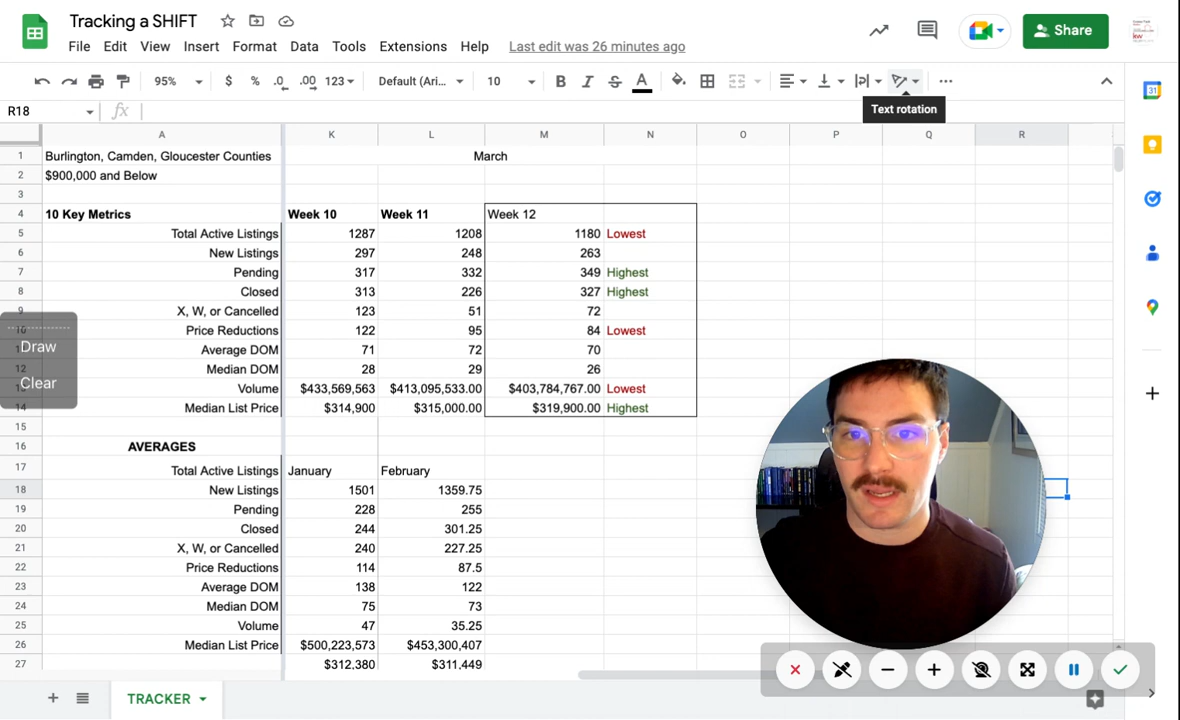 Tracking a SHIFT
File Edit View Insert Format Data Tools Extensions Help Last edit was 26 minutes ago
Share
95% $ % .0 .00 123 Default (Ari... 10 B I S A
Text rotation
R18 fx
A K L M N O P Q R
1 Burlington, Camden, Gloucester Counties March
2 $900,000 and Below
3
4 10 Key Metrics Week 10 Week 11 Week 12
5 Total Active Listings 1287 1208 1180 Lowest
6 New Listings 297 248 263
7 Pending 317 332 349 Highest
8 Closed 313 226 327 Highest
9 X, W, or Cancelled 123 51 72
10 Price Reductions 122 95 84 Lowest
Draw
11 Average DOM 71 72 70
12 Median DOM 28 29 26
Clear
13 Volume $433,569,563 $413,095,533.00 $403,784,767.00 Lowest
14 Median List Price $314,900 $315,000.00 $319,900.00 Highest
15
16 AVERAGES
17 Total Active Listings January February
18 New Listings 1501 1359.75
19 Pending 228 255
20 Closed 244 301.25
21 X, W, or Cancelled 240 227.25
22 Price Reductions 114 87.5
23 Average DOM 138 122
24 Median DOM 75 73
25 Volume 47 35.25
26 Median List Price $500,223,573 $453,300,407
27 $312,380 $311,449
TRACKER
31